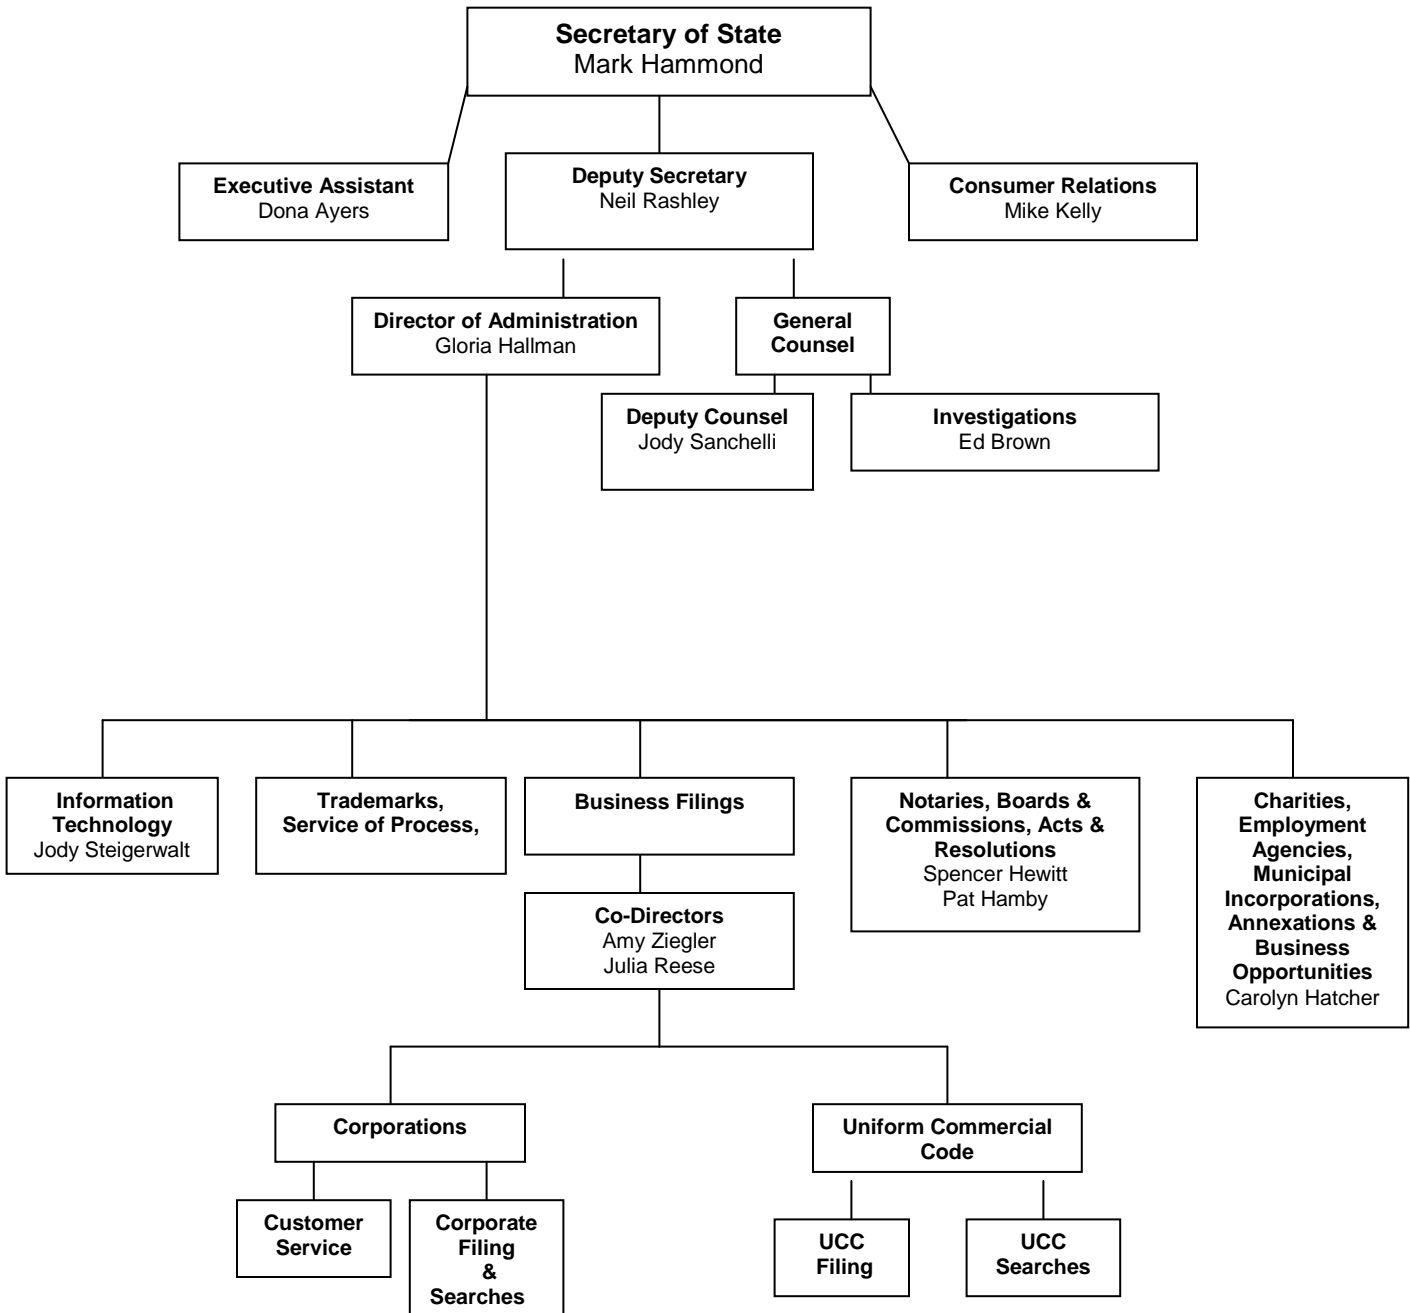 Secretary of State
Mark Hammond
Executive Assistant
Dona Ayers
Deputy Secretary
Neil Rashley
Consumer Relations
Mike Kelly
Director of Administration
Gloria Hallman
General
Counsel
Deputy Counsel
Jody Sanchelli
Investigations
Ed Brown
Information
Technology
Jody Steigerwalt
Trademarks,
Service of Process,
Business Filings
Notaries, Boards &
Commissions, Acts &
Resolutions
Spencer Hewitt
Pat Hamby
Charities,
Employment
Agencies,
Municipal
Incorporations,
Annexations &
Business
Opportunities
Carolyn Hatcher
Co-Directors
Amy Ziegler
Julia Reese
Corporations
Uniform Commercial
Code
Customer
Service
Corporate
Filing
&
Searches
UCC
Filing
UCC
Searches